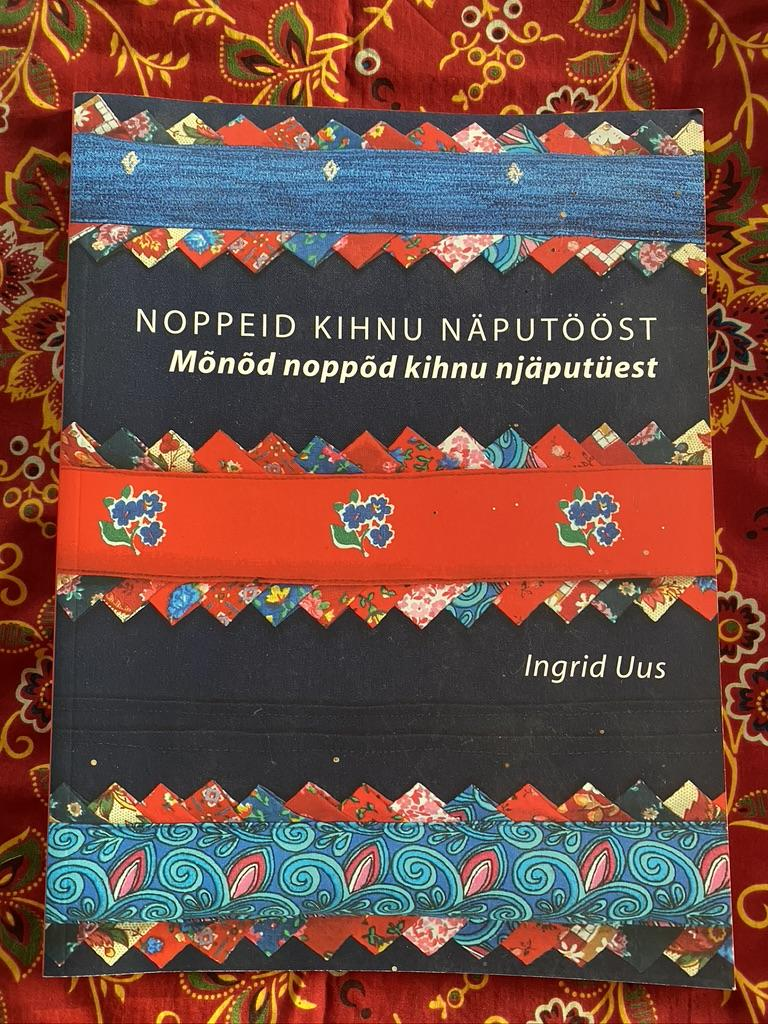 NOPPEID KIHNU NÄPUTÖÖST
Mõnõd noppõd kihnu njäputüest
Ingrid Uus